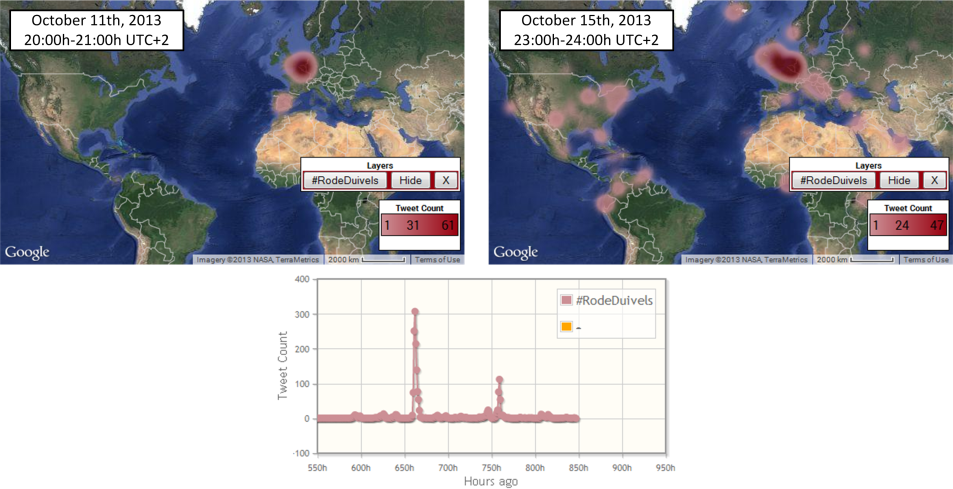 October 11th, 2013
20:00h-21:00h UTC+2
Layers
#RodeDuivels Hide X
Tweet Count
1 31 61
Google
Imagery ©2013 NASA, TerraMetrics 2000 km Terms of Use
October 15th, 2013
23:00h-24:00h UTC+2
Layers
#RodeDuivels Hide X
Tweet Count
1 24 47
Google
Imagery ©2013 NASA, TerraMetrics 2000 km Terms of Use
400
300
200
100
0
-100
Tweet Count
#RodeDuivels
-
550h 600h 650h 700h 750h 800h 850h 900h 950h
Hours ago